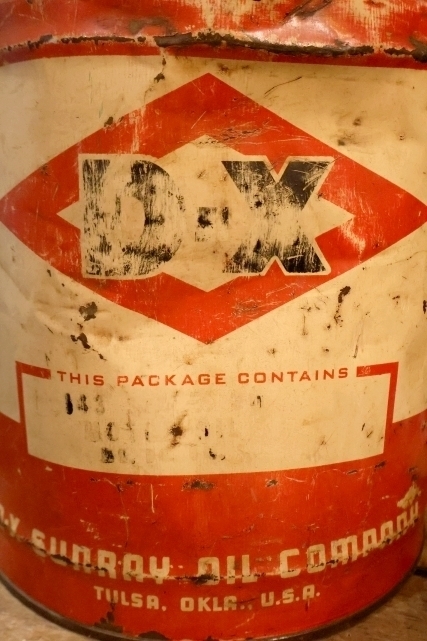 D-X
THIS PACKAGE CONTAINS
D-X SUNRAY OIL COMPANY
TULSA, OKLA., U.S.A.